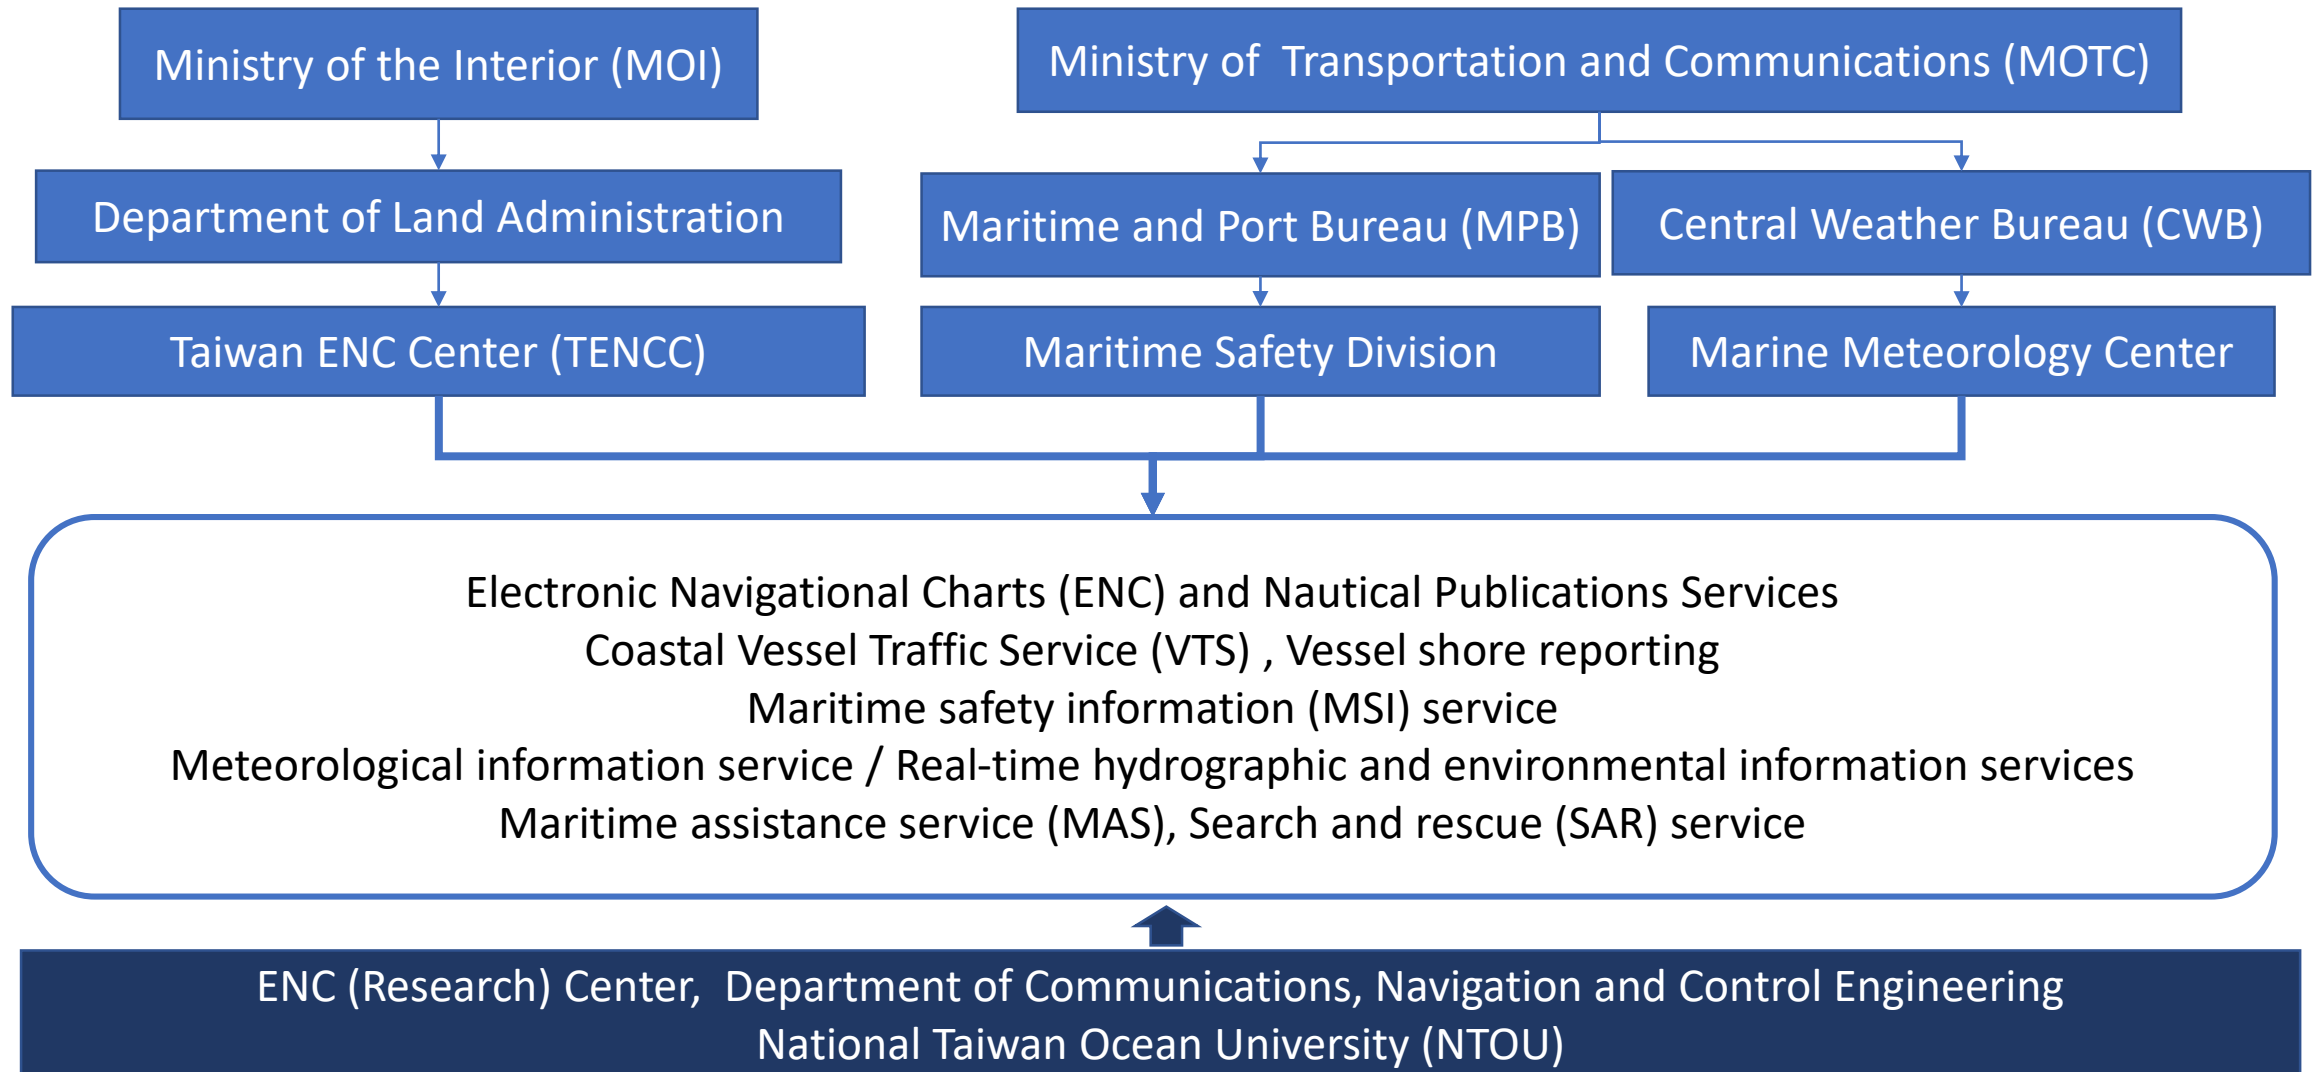 Ministry of the Interior (MOI)
Ministry of  Transportation and Communications (MOTC)
Department of Land Administration
Maritime and Port Bureau (MPB)
Central Weather Bureau (CWB)
Taiwan ENC Center (TENCC)
Maritime Safety Division
Marine Meteorology Center
Electronic Navigational Charts (ENC) and Nautical Publications Services
Coastal Vessel Traffic Service (VTS) , Vessel shore reporting
Maritime safety information (MSI) service
Meteorological information service / Real-time hydrographic and environmental information services
Maritime assistance service (MAS), Search and rescue (SAR) service
ENC (Research) Center,  Department of Communications, Navigation and Control Engineering
National Taiwan Ocean University (NTOU)